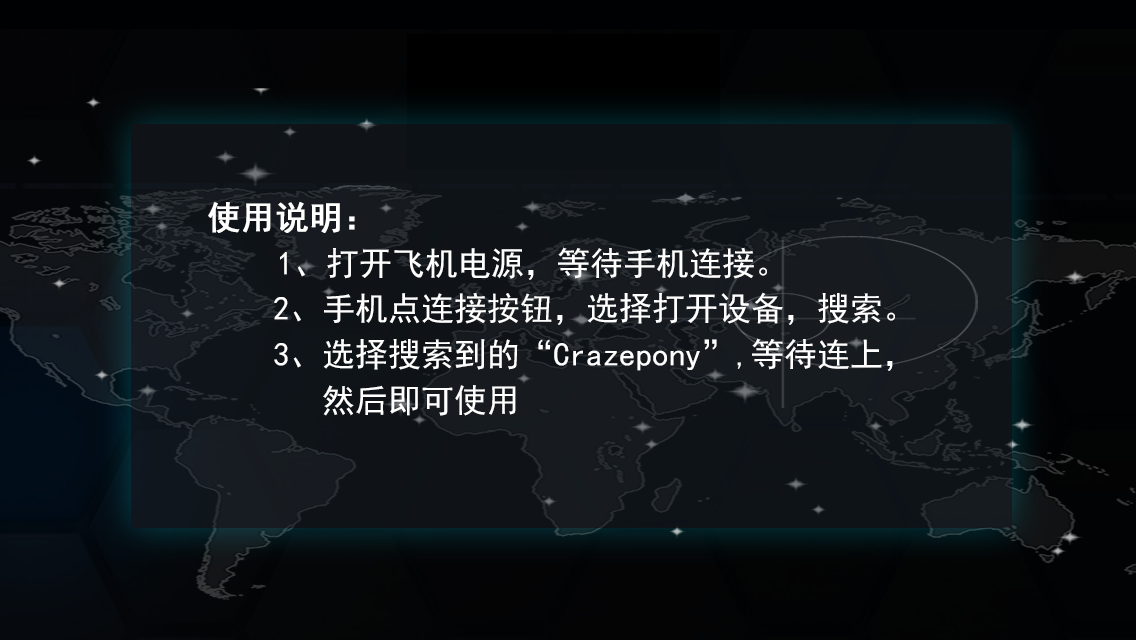 使用说明：
1、打开飞机电源，等待手机连接。
2、手机点连接按钮，选择打开设备，搜索。
3、选择搜索到的“Crazepony”,等待连上，
然后即可使用